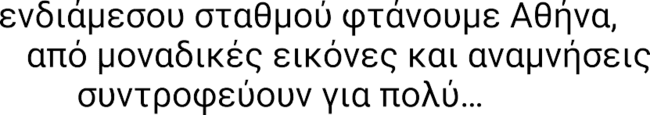 ενδιάμεσου σταθμού φτάνουμε Αθήνα,
από μοναδικές εικόνες και αναμνήσεις
συντροφεύουν για πολύ...